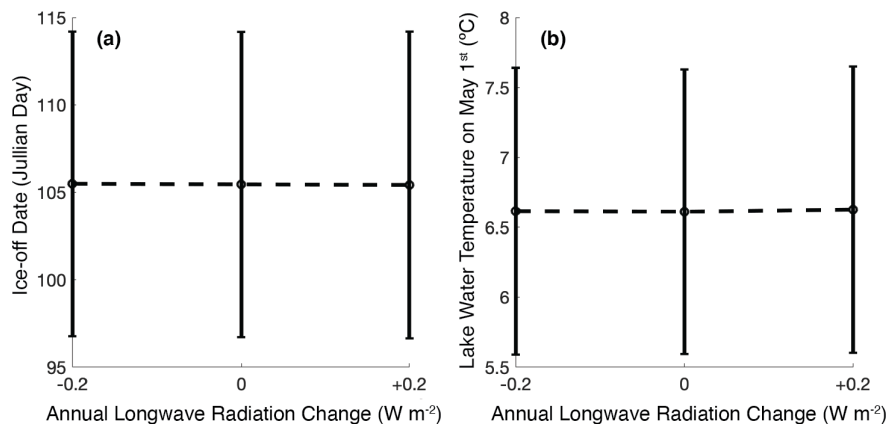 (a)
Ice-off Date (Jullian Day)
115
110
105
100
95
-0.2
0
+0.2
Annual Longwave Radiation Change (W m-2)
(b)
Lake Water Temperature on May 1st (ºC)
8
7.5
7
6.5
6
5.5
-0.2
0
+0.2
Annual Longwave Radiation Change (W m-2)